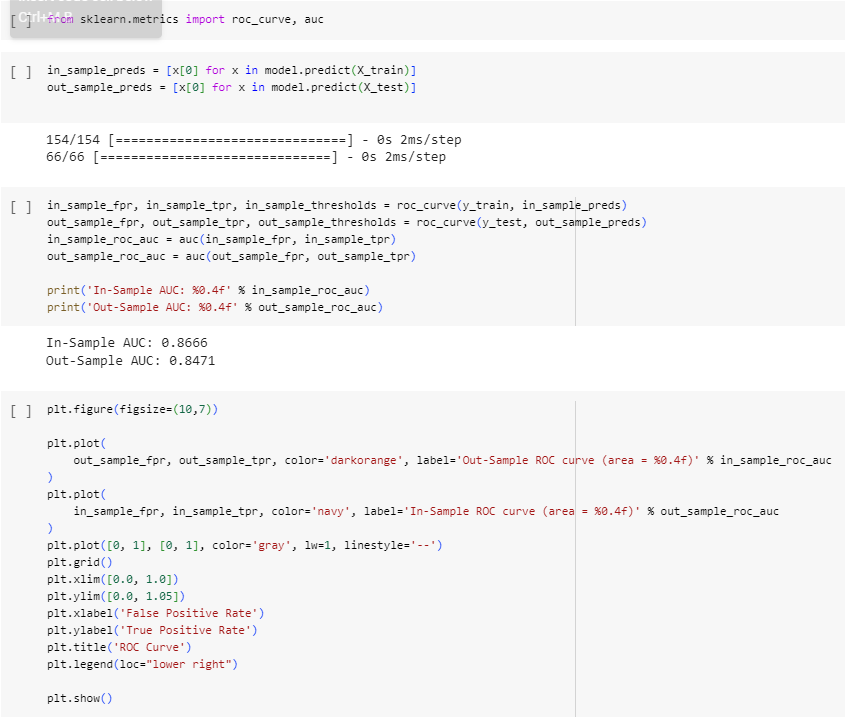 Ctrl+M B
[ ] from sklearn.metrics import roc_curve, auc
[ ] in_sample_preds = [x[0] for x in model.predict(X_train)]
out_sample_preds = [x[0] for x in model.predict(X_test)]
154/154 [==============================] - 0s 2ms/step
66/66 [==============================] - 0s 2ms/step
[ ] in_sample_fpr, in_sample_tpr, in_sample_thresholds = roc_curve(y_train, in_sample_preds)
out_sample_fpr, out_sample_tpr, out_sample_thresholds = roc_curve(y_test, out_sample_preds)
in_sample_roc_auc = auc(in_sample_fpr, in_sample_tpr)
out_sample_roc_auc = auc(out_sample_fpr, out_sample_tpr)
print('In-Sample AUC: %0.4f' % in_sample_roc_auc)
print('Out-Sample AUC: %0.4f' % out_sample_roc_auc)
In-Sample AUC: 0.8666
Out-Sample AUC: 0.8471
[ ] plt.figure(figsize=(10,7))
plt.plot(
out_sample_fpr, out_sample_tpr, color='darkorange', label='Out-Sample ROC curve (area = %0.4f)' % in_sample_roc_auc
)
plt.plot(
in_sample_fpr, in_sample_tpr, color='navy', label='In-Sample ROC curve (area = %0.4f)' % out_sample_roc_auc
)
plt.plot([0, 1], [0, 1], color='gray', lw=1, linestyle='--')
plt.grid()
plt.xlim([0.0, 1.0])
plt.ylim([0.0, 1.05])
plt.xlabel('False Positive Rate')
plt.ylabel('True Positive Rate')
plt.title('ROC Curve')
plt.legend(loc="lower right")
plt.show()